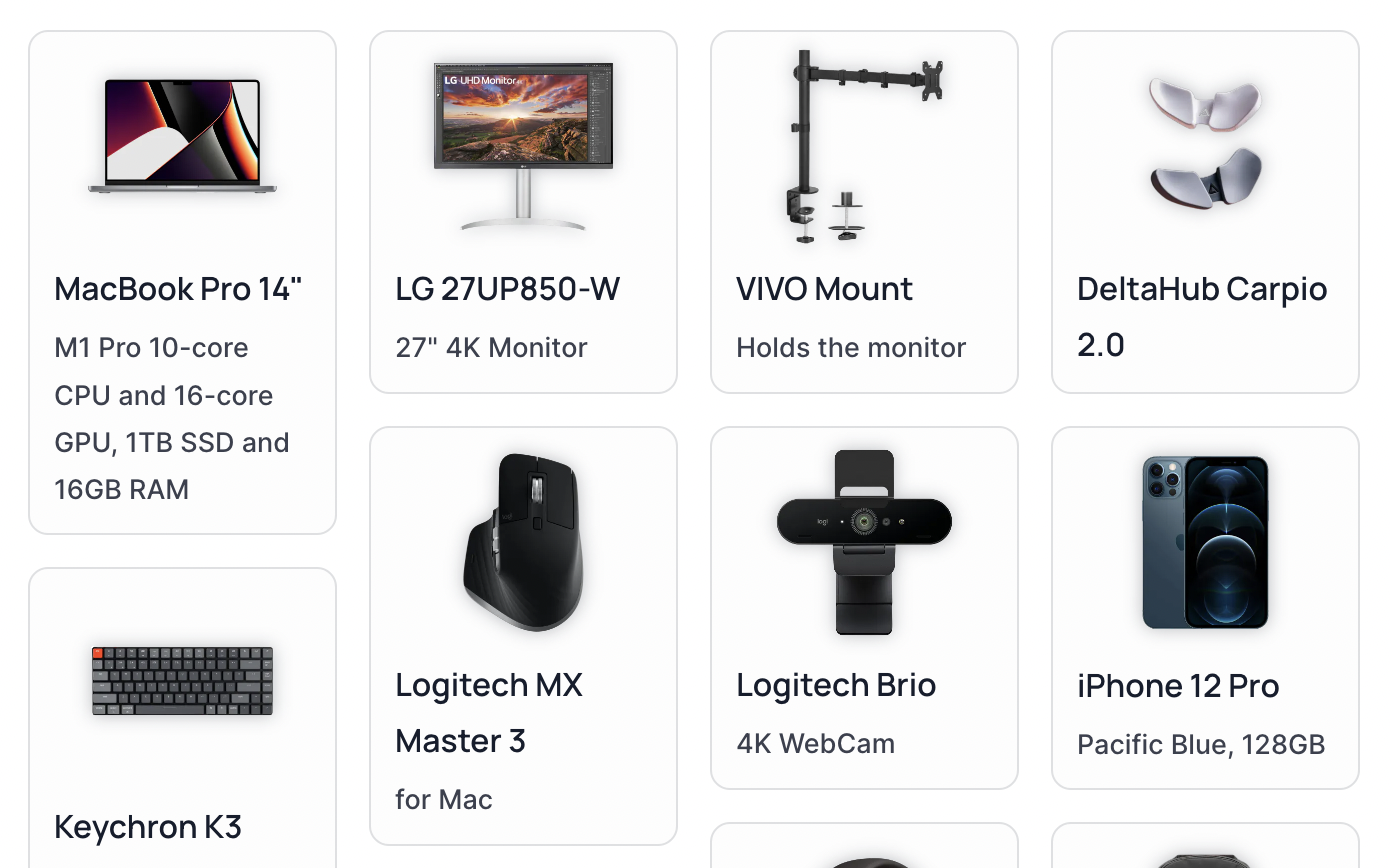 LG UHD Monitor
MacBook Pro 14"
M1 Pro 10-core
CPU and 16-core
GPU, 1TB SSD and
16GB RAM
LG 27UP850-W
27" 4K Monitor
VIVO Mount
Holds the monitor
DeltaHub Carpio
2.0
logi
Logitech MX
Master 3
for Mac
Logitech Brio
4K WebCam
iPhone 12 Pro
Pacific Blue, 128GB
Keychron K3